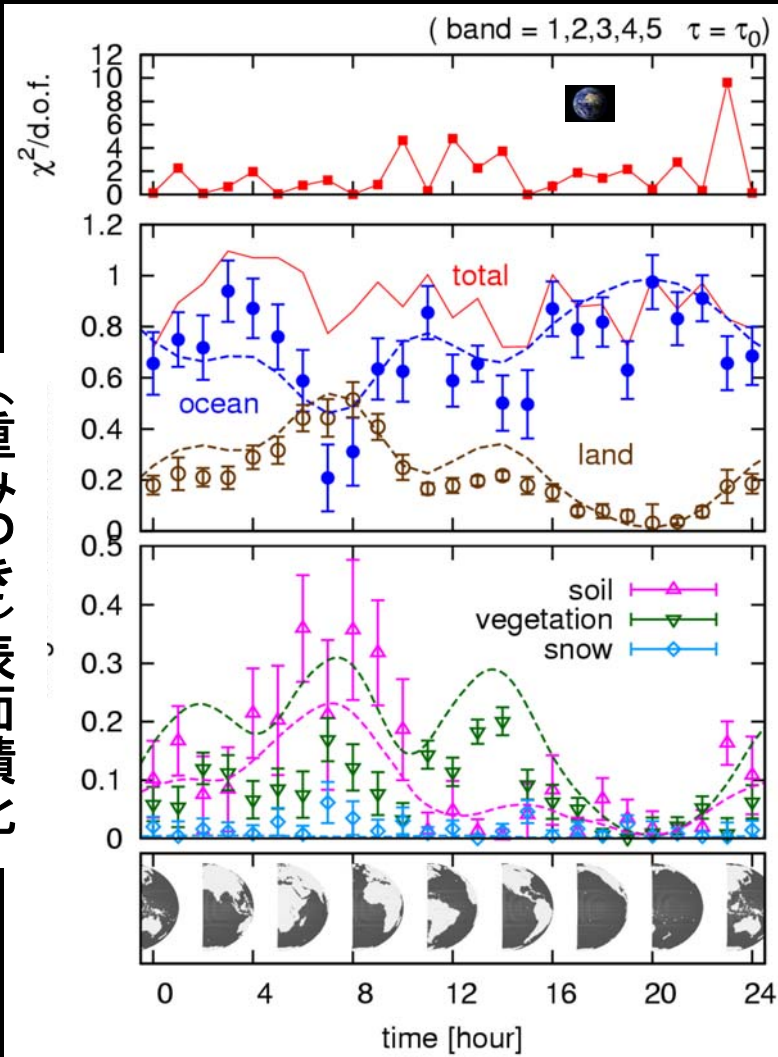 ( band = 1,2,3,4,5 τ = τ₀)
χ²/d.o.f.
12
10
8
6
4
2
0
1.2
1
0.8
0.6
0.4
0.2
0
total
ocean
land
0.5
0.4
0.3
0.2
0.1
0
soil
vegetation
snow
0 4 8 12 16 20 24
time [hour]